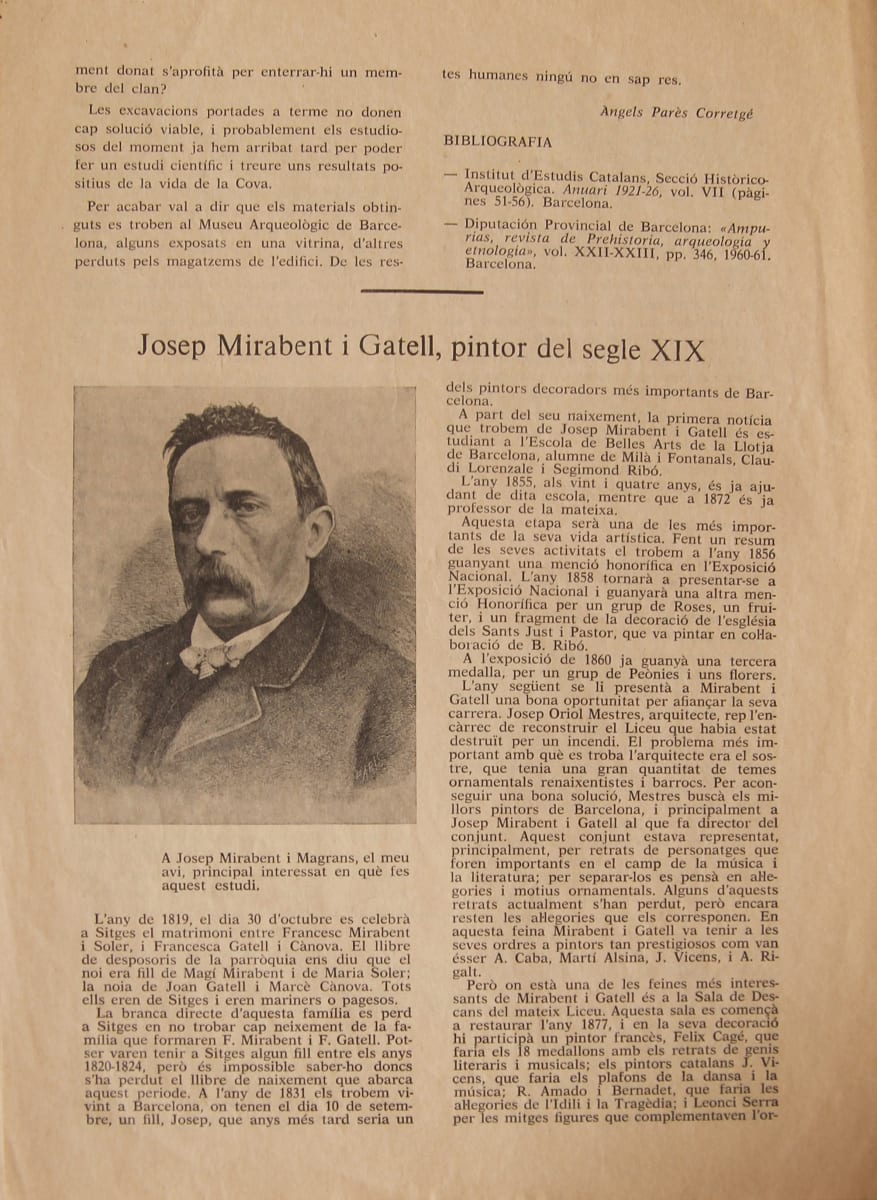 ment donat s'aprofità per enterrar-hi un mem-
bre del clan?
Les excavacions portades a terme no donen
cap solució viable, i probablement els estudio-
sos del moment ja hem arribat tard per poder
fer un estudi científic i treure uns resultats po-
sitius de la vida de la Cova.
Per acabar val a dir que els materials obtin-
guts es troben al Museu Arqueològic de Barce-
lona, alguns exposats en una vitrina, d'altres
perduts pels magatzems de l'edifici. De les res-
tes humanes ningú no en sap res.
Angels Parès Corretgé
BIBLIOGRAFIA
— Institut d'Estudis Catalans, Secció Històrico-
Arqueològica. Anuari 1921-26, vol. VII (pàgi-
nes 51-56). Barcelona.
— Diputación Provincial de Barcelona: «Ampu-
rias, revista de Prehistoria, arqueologia y
etnologia», vol. XXII-XXIII, pp. 346, 1960-61.
Barcelona.
Josep Mirabent i Gatell, pintor del segle XIX
A Josep Mirabent i Magrans, el meu
avi, principal interessat en què fes
aquest estudi.
L'any de 1819, el dia 30 d'octubre es celebrà
a Sitges el matrimoni entre Francesc Mirabent
i Soler, i Francesca Gatell i Cànova. El llibre
de desposoris de la parròquia ens diu que el
noi era fill de Magí Mirabent i de Maria Soler;
la noia de Joan Gatell i Marcè Cànova. Tots
ells eren de Sitges i eren mariners o pagesos.
La branca directe d'aquesta família es perd
a Sitges en no trobar cap neixement de la fa-
mília que formaren F. Mirabent i F. Gatell. Pot-
ser varen tenir a Sitges algun fill entre els anys
1820-1824, però és impossible saber-ho doncs
s'ha perdut el llibre de naixement que abarca
aquest periode. A l'any de 1831 els trobem vi-
vint a Barcelona, on tenen el dia 10 de setem-
bre, un fill, Josep, que anys més tard seria un
dels pintors decoradors més importants de Bar-
celona.
A part del seu naixement, la primera notícia
que trobem de Josep Mirabent i Gatell és es-
tudiant a l'Escola de Belles Arts de la Llotja
de Barcelona, alumne de Milà i Fontanals, Clau-
di Lorenzale i Segimond Ribó.
L'any 1855, als vint i quatre anys, és ja aju-
dant de dita escola, mentre que a 1872 és ja
professor de la mateixa.
Aquesta etapa serà una de les més impor-
tants de la seva vida artística. Fent un resum
de les seves activitats el trobem a l'any 1856
guanyant una menció honorífica en l'Exposició
Nacional. L'any 1858 tornarà a presentar-se a
l'Exposició Nacional i guanyarà una altra men-
ció Honorífica per un grup de Roses, un frui-
ter, i un fragment de la decoració de l'església
dels Sants Just i Pastor, que va pintar en col·la-
boració de B. Ribó.
A l'exposició de 1860 ja guanyà una tercera
medalla, per un grup de Peònies i uns florers.
L'any següent se li presentà a Mirabent i
Gatell una bona oportunitat per afiançar la seva
carrera. Josep Oriol Mestres, arquitecte, rep l'en-
càrrec de reconstruir el Liceu que habia estat
destruït per un incendi. El problema més im-
portant amb què es troba l'arquitecte era el sos-
tre, que tenia una gran quantitat de temes
ornamentals renaixentistes i barrocs. Per acon-
seguir una bona solució, Mestres buscà els mi-
llors pintors de Barcelona, i principalment a
Josep Mirabent i Gatell al que fa director del
conjunt. Aquest conjunt estava representat,
principalment, per retrats de personatges que
foren importants en el camp de la música i
la literatura; per separar-los es pensà en al·le-
gories i motius ornamentals. Alguns d'aquests
retrats actualment s'han perdut, però encara
resten les al·legories que els corresponen. En
aquesta feina Mirabent i Gatell va tenir a les
seves ordres a pintors tan prestigiosos com van
ésser A. Caba, Martí Alsina, J. Vicens, i A. Ri-
galt.
Però on està una de les feines més interes-
sants de Mirabent i Gatell és a la Sala de Des-
cans del mateix Liceu. Aquesta sala es començà
a restaurar l'any 1877, i en la seva decoració
hi participà un pintor francès, Felix Cagé, que
faria els 18 medallons amb els retrats de genis
literaris i musicals; els pintors catalans J. Vi-
cens, que faria els plafons de la dansa i la
música; R. Amado i Bernadet, que faria les
al·legories de l'Idili i la Tragèdia; i Leonci Serra
per les mitges figures que complementaven l'or-